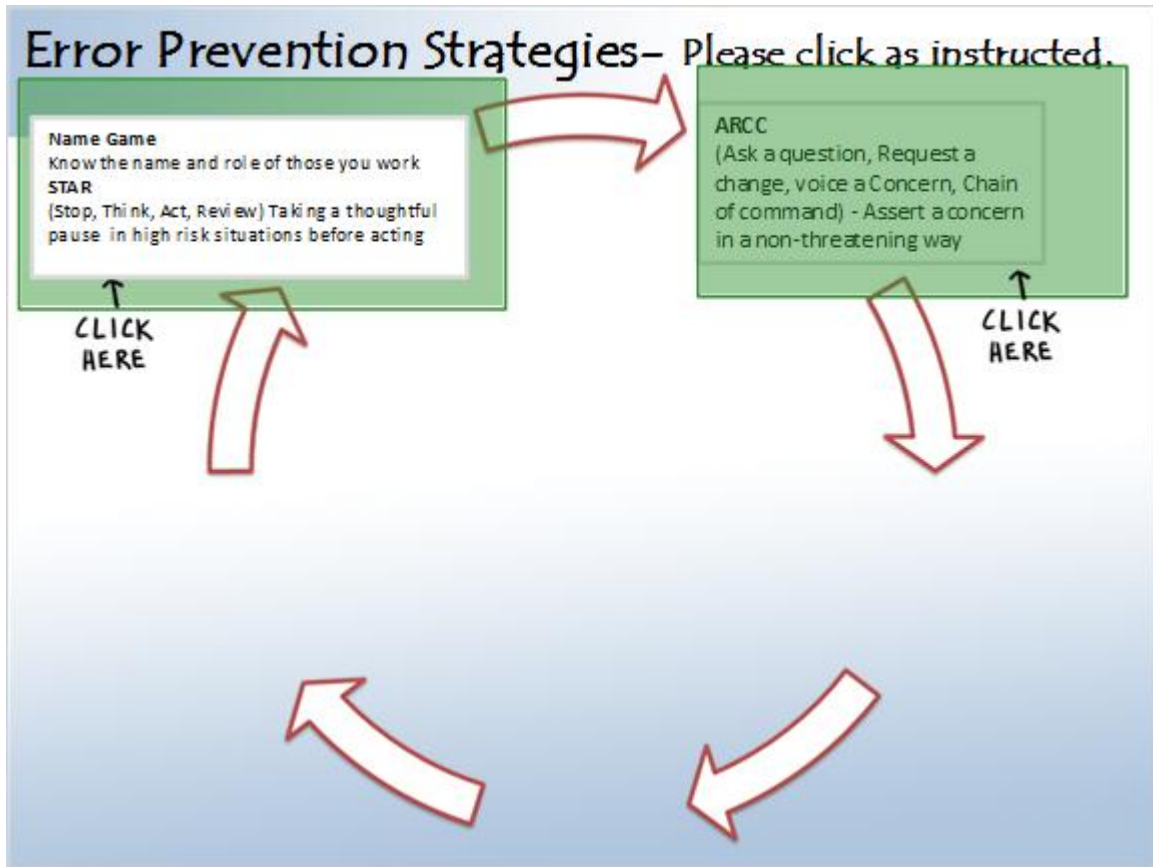 Error Prevention Strategies- Please click as instructed.
Name Game
Know the name and role of those you work
STAR
(Stop, Think, Act, Review) Taking a thoughtful
pause in high risk situations before acting
CLICK
HERE
ARCC
(Ask a question, Request a
change, voice a Concern, Chain
of command) - Assert a concern
in a non-threatening way
CLICK
HERE